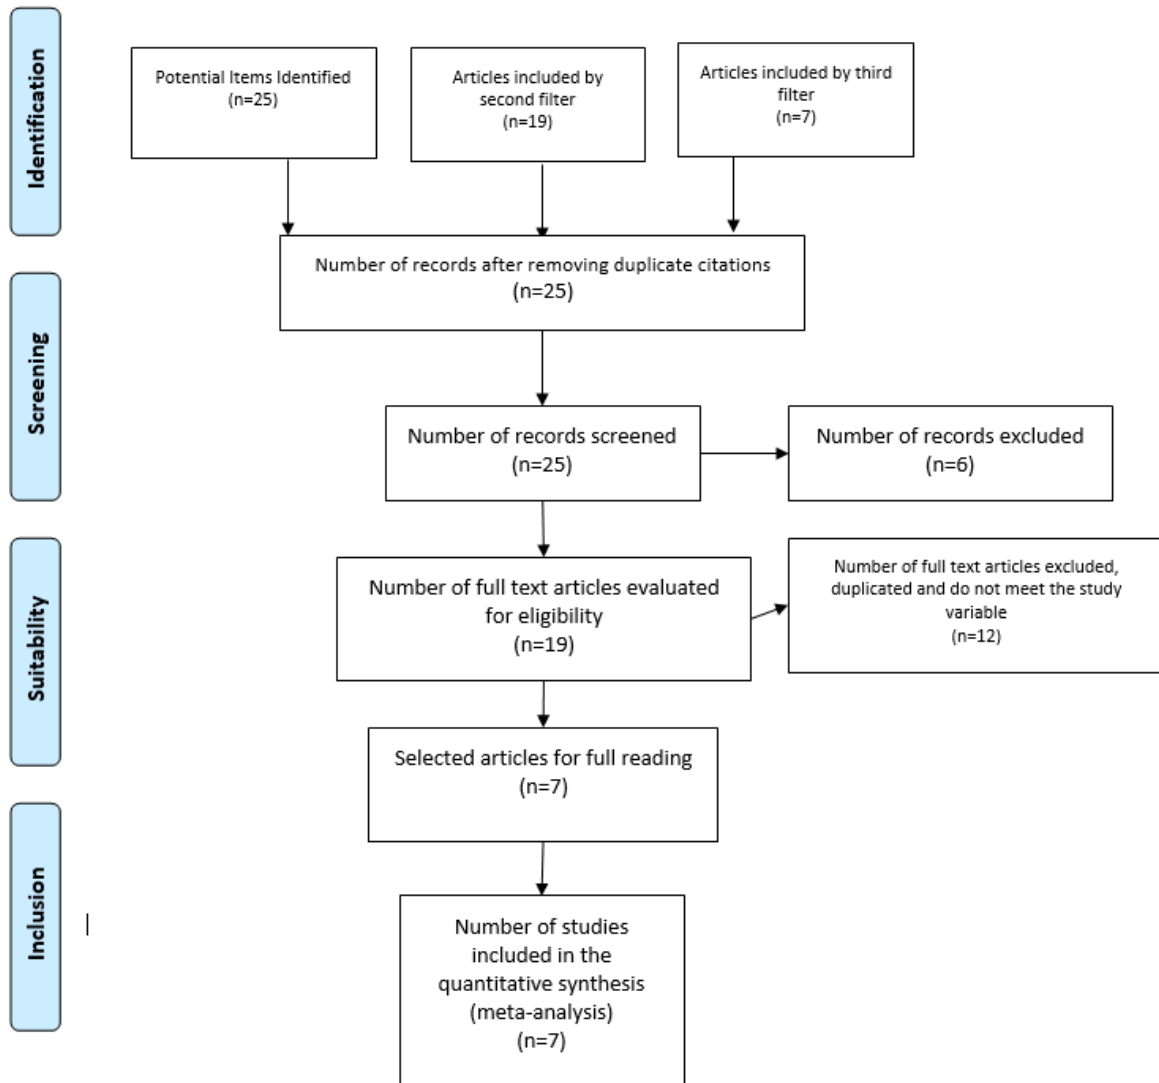 Identification
Potential Items Identified
(n=25)
Articles included by
second filter
(n=19)
Articles included by third
filter
(n=7)
Number of records after removing duplicate citations
(n=25)
Screening
Number of records screened
(n=25)
Number of records excluded
(n=6)
Suitability
Number of full text articles evaluated
for eligibility
(n=19)
Number of full text articles excluded,
duplicated and do not meet the study
variable
(n=12)
Selected articles for full reading
(n=7)
Inclusion
Number of studies
included in the
quantitative synthesis
(meta-analysis)
(n=7)